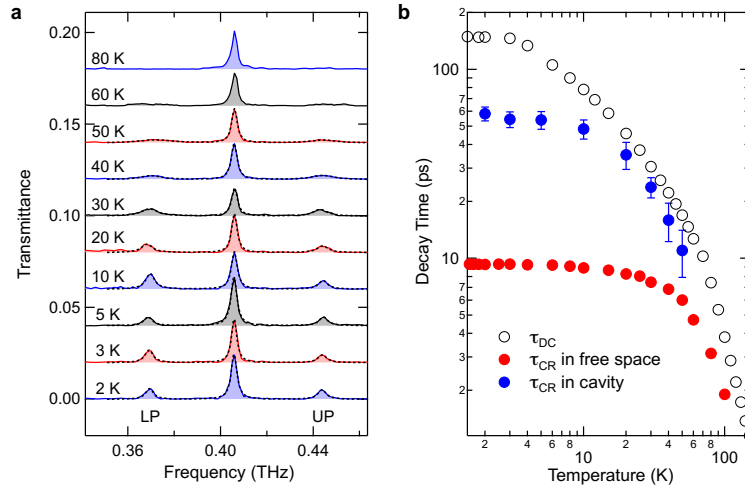 a
0.20
0.15
0.10
0.05
0.00
Transmittance
80 K
60 K
50 K
40 K
30 K
20 K
10 K
5 K
3 K
2 K
LP
UP
0.36
0.40
0.44
Frequency (THz)
b
2
100
6
5
4
3
2
10
6
5
4
3
2
Decay Time (ps)
τDC
τCR in free space
τCR in cavity
2
4
6
8
10
2
4
6
8
100
Temperature (K)